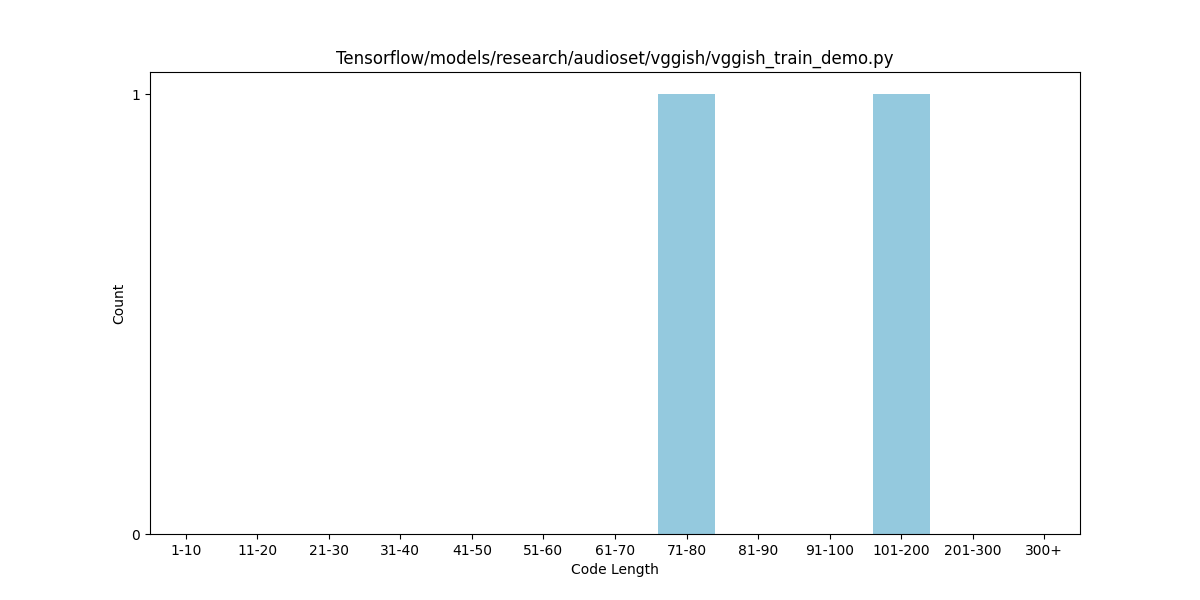 Tensorflow/models/research/audioset/vggish/vggish_train_demo.py
1
Count
0
1-10 11-20 21-30 31-40 41-50 51-60 61-70 71-80 81-90 91-100 101-200 201-300 300+
Code Length